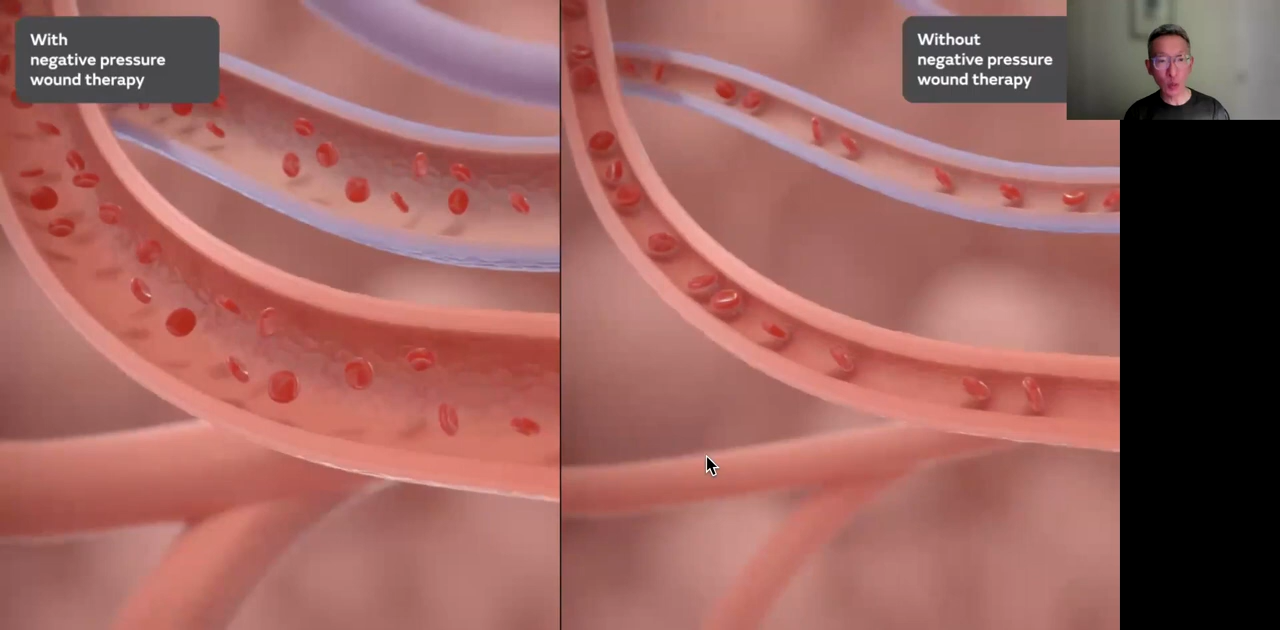 With
negative pressure
wound therapy
Without
negative pressure
wound therapy